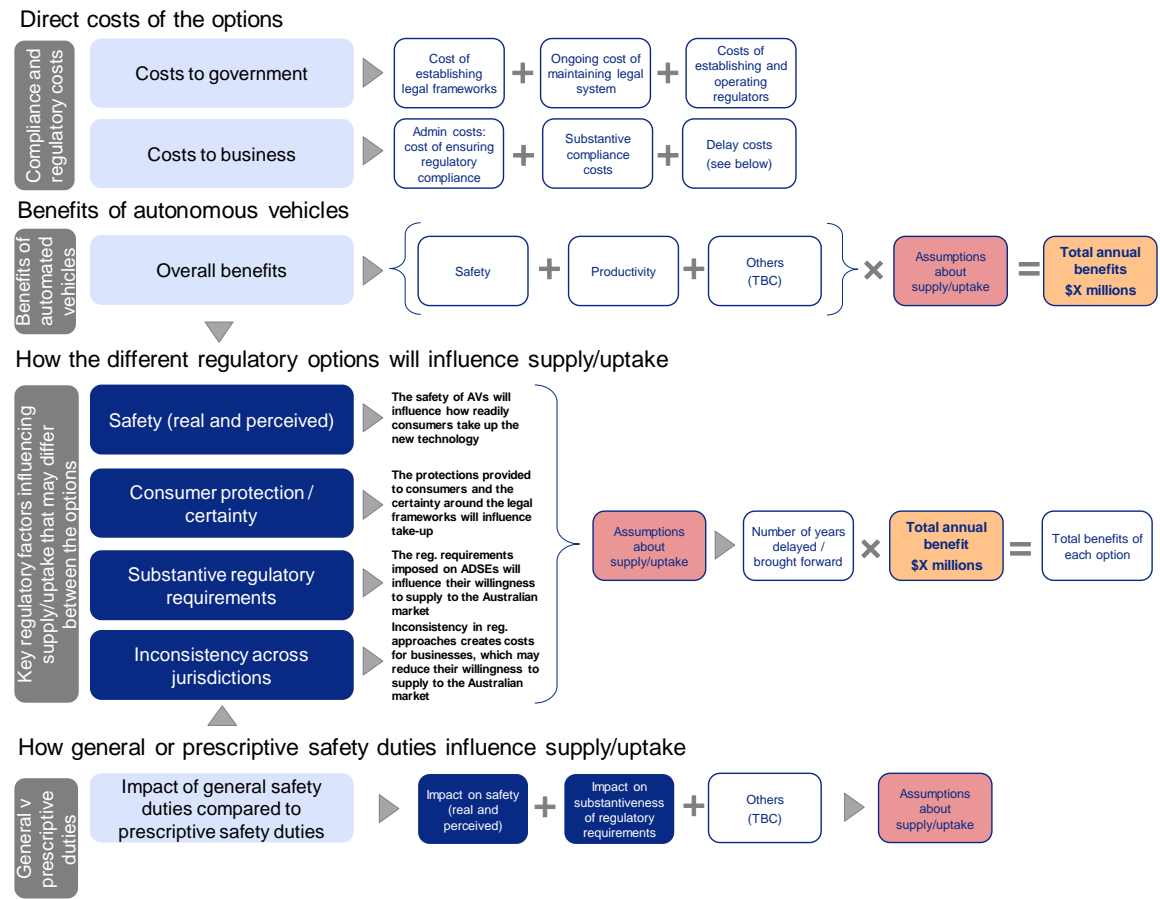 Direct costs of the options
Compliance and
regulatory costs
Costs to government
Cost of
establishing
legal frameworks
+
Ongoing cost of
maintaining legal
system
+
Costs of
establishing and
operating
regulators
Costs to business
Admin costs:
cost of ensuring
regulatory
compliance
+
Substantive
compliance
costs
+
Delay costs
(see below)
Benefits of autonomous vehicles
Benefits of
automated
vehicles
Overall benefits
Safety
+
Productivity
+
Others
(TBC)
×
Assumptions
about
supply/uptake
=
Total annual
benefits
$X millions
How the different regulatory options will influence supply/uptake
Key regulatory factors influencing
supply/uptake that may differ
between the options
Safety (real and perceived)
The safety of AVs will
influence how readily
consumers take up the
new technology
Consumer protection /
certainty
The protections provided
to consumers and the
certainty around the legal
frameworks will influence
take-up
Substantive regulatory
requirements
The reg. requirements
imposed on ADSEs will
influence their willingness
to supply to the Australian
market
Inconsistency across
jurisdictions
Inconsistency in reg.
approaches creates costs
for businesses, which may
reduce their willingness to
supply to the Australian
market
Assumptions
about
supply/uptake
Number of years
delayed /
brought forward
×
Total annual
benefit
$X millions
=
Total benefits of
each option
How general or prescriptive safety duties influence supply/uptake
General v
prescriptive
duties
Impact of general safety
duties compared to
prescriptive safety duties
Impact on safety
(real and
perceived)
+
Impact on
substantiveness
of regulatory
requirements
+
Others
(TBC)
Assumptions
about
supply/uptake